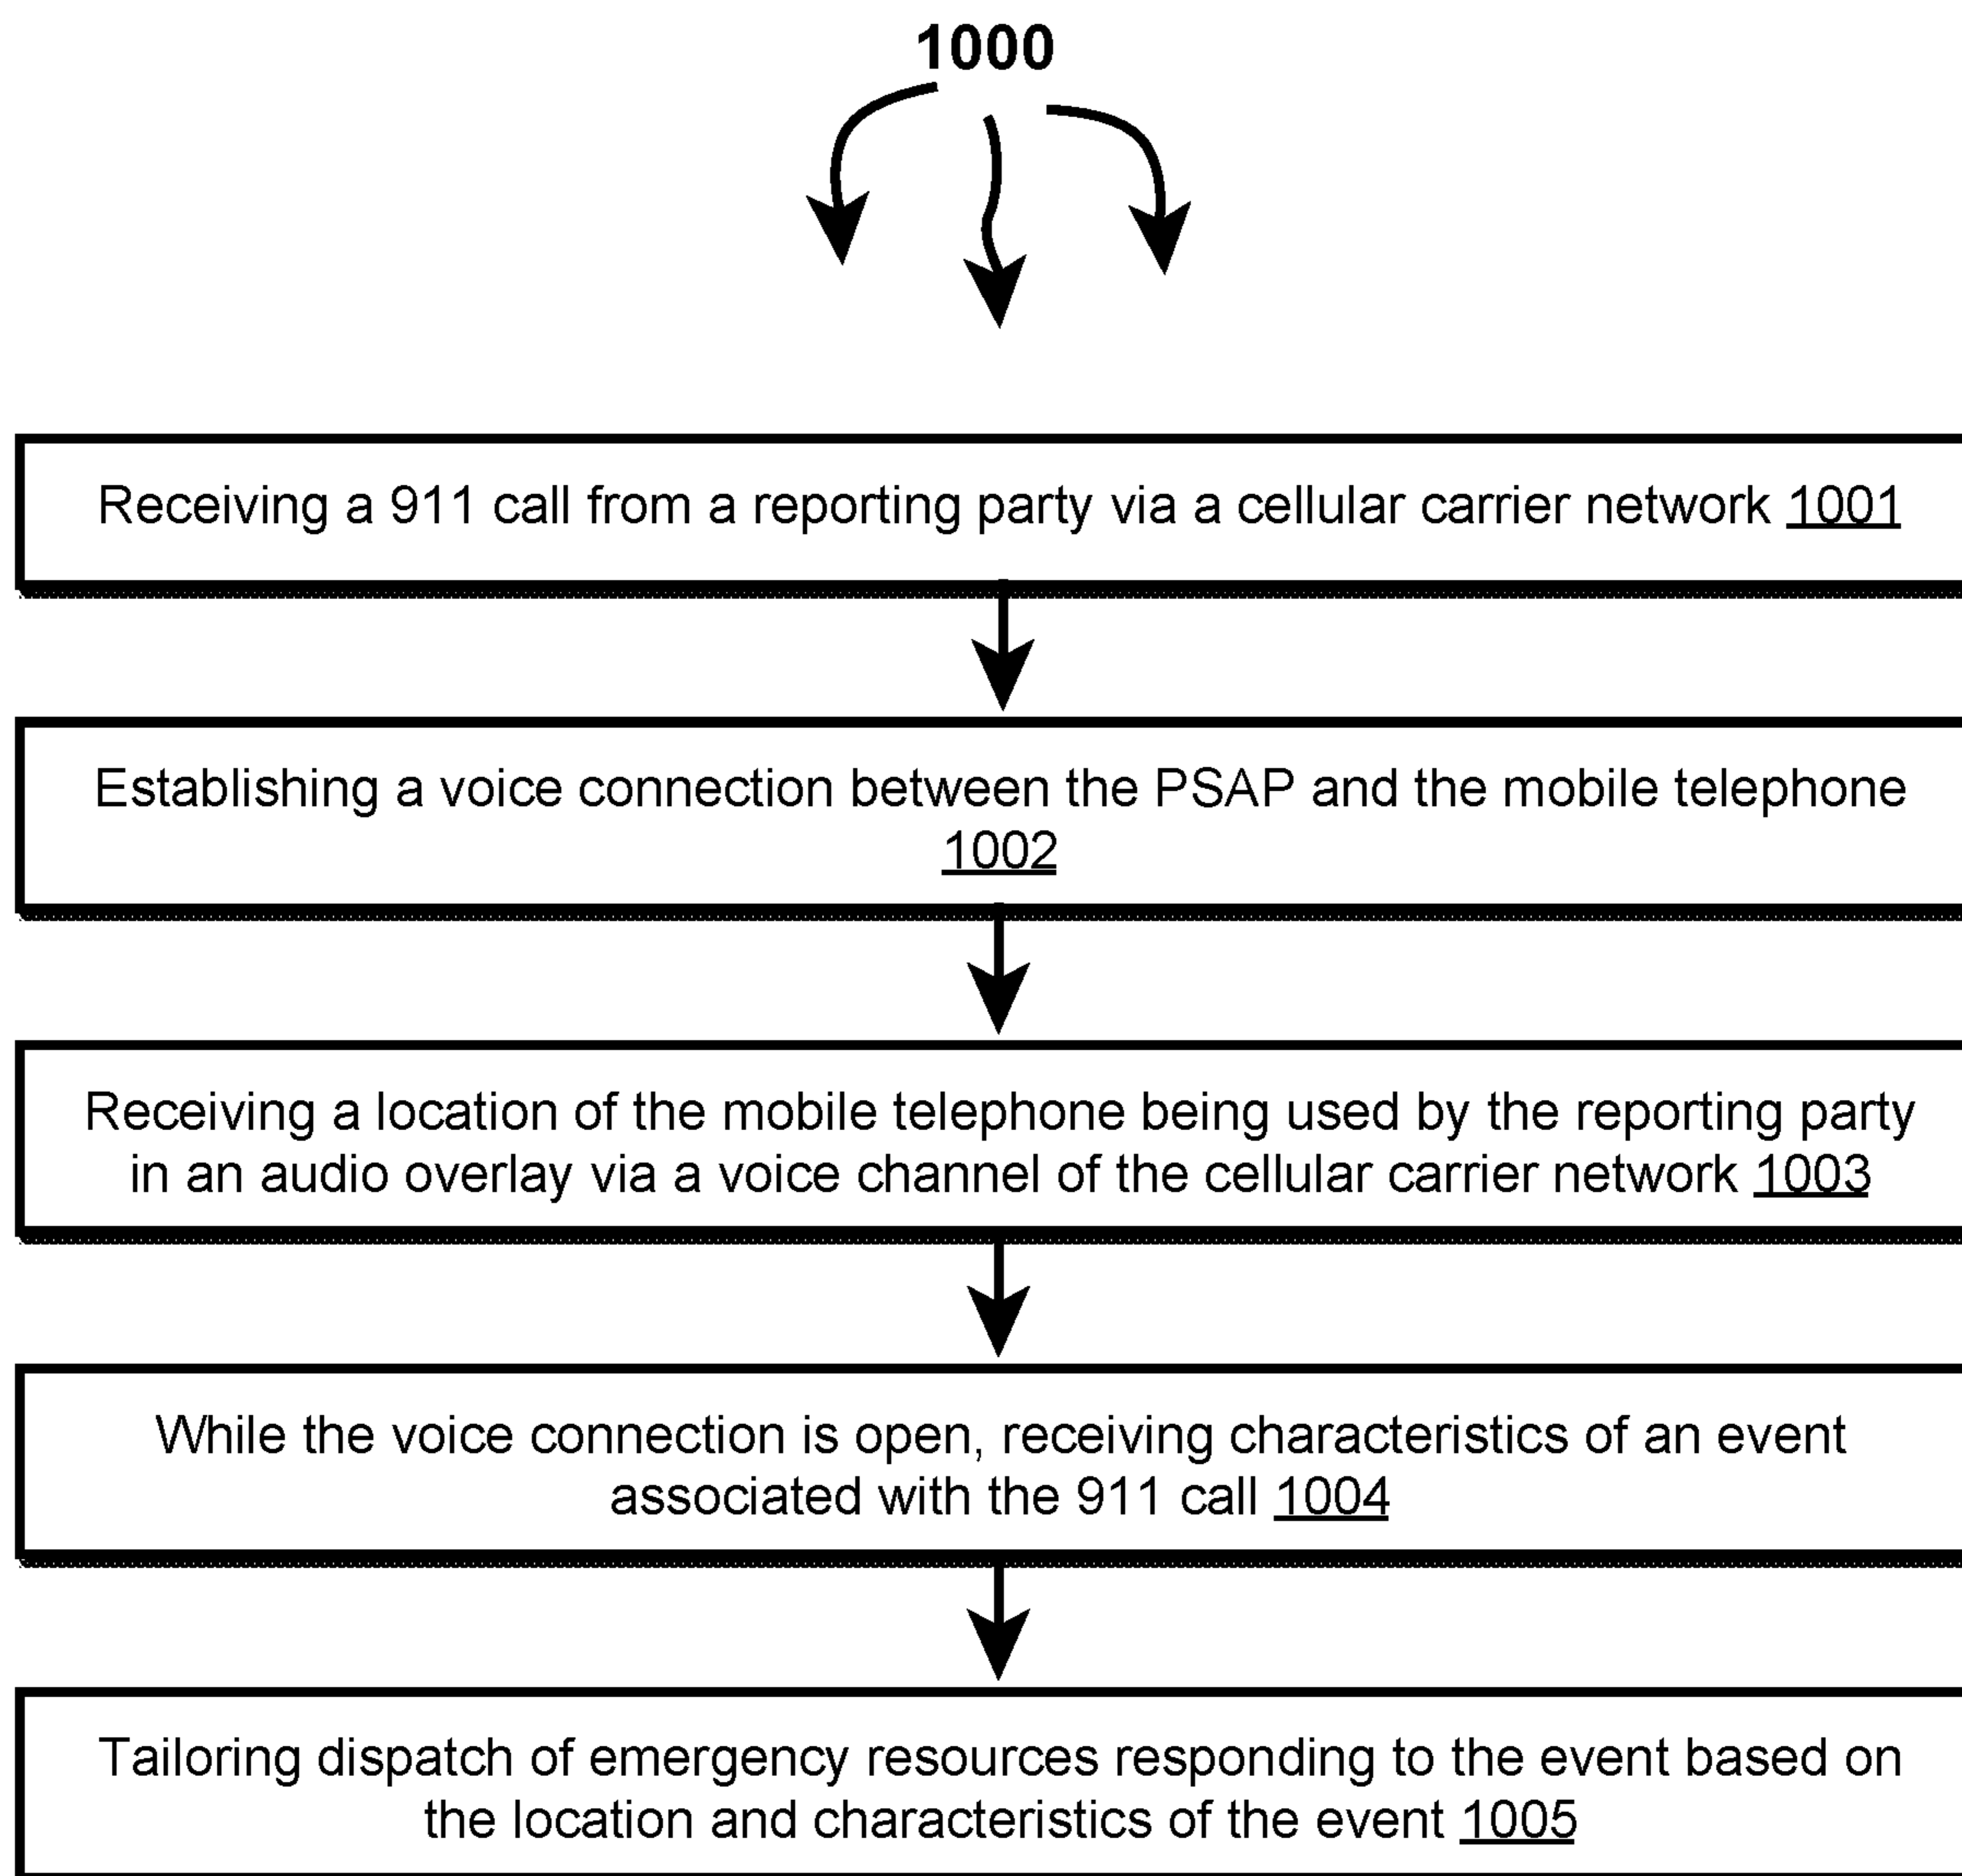 1000
Receiving a 911 call from a reporting party via a cellular carrier network 1001
Establishing a voice connection between the PSAP and the mobile telephone
1002
Receiving a location of the mobile telephone being used by the reporting party
in an audio overlay via a voice channel of the cellular carrier network 1003
While the voice connection is open, receiving characteristics of an event
associated with the 911 call 1004
Tailoring dispatch of emergency resources responding to the event based on
the location and characteristics of the event 1005